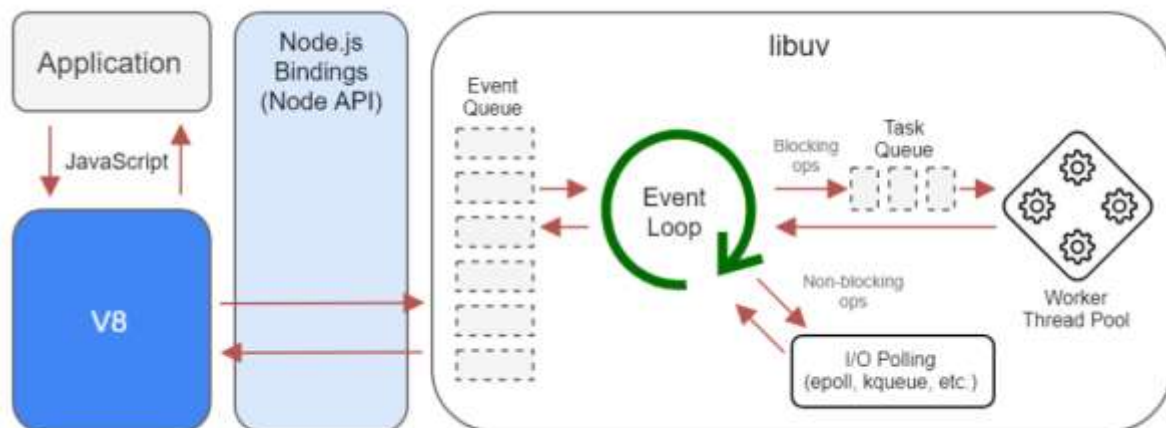 Application
JavaScript
V8
Node.js
Bindings
(Node API)
libuv
Event
Queue
Event
Loop
Blocking
ops
Task
Queue
Worker
Thread Pool
Non-blocking
ops
I/O Polling
(epoll, kqueue, etc.)